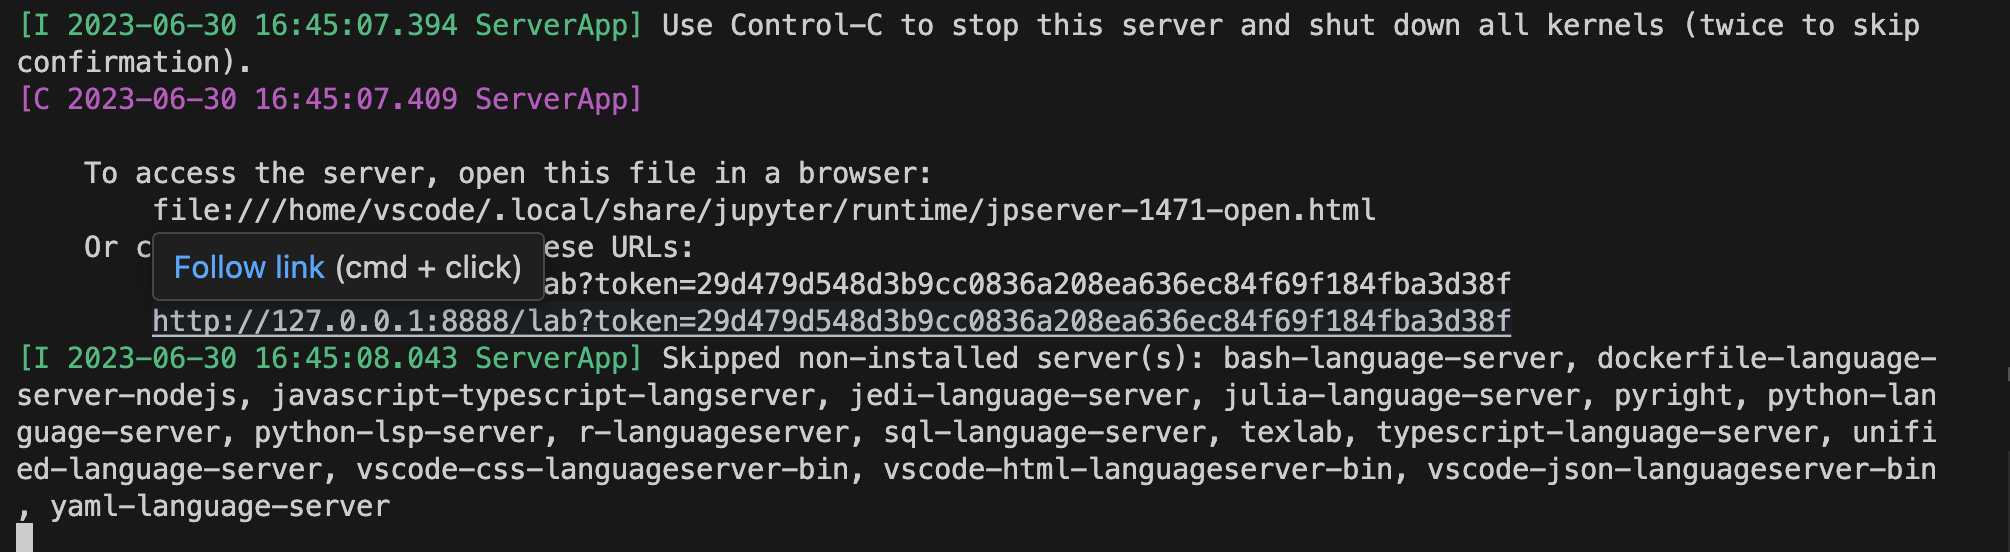 [I 2023-06-30 16:45:07.394 ServerApp] Use Control-C to stop this server and shut down all kernels (twice to skip
confirmation).
[C 2023-06-30 16:45:07.409 ServerApp]
To access the server, open this file in a browser:
file:///home/vscode/.local/share/jupyter/runtime/jpserver-1471-open.html
Or c ese URLs:
Follow link (cmd + click)
ab?token=29d479d548d3b9cc0836a208ea636ec84f69f184fba3d38f
http://127.0.0.1:8888/lab?token=29d479d548d3b9cc0836a208ea636ec84f69f184fba3d38f
[I 2023-06-30 16:45:08.043 ServerApp] Skipped non-installed server(s): bash-language-server, dockerfile-language-
server-nodejs, javascript-typescript-langserver, jedi-language-server, julia-language-server, pyright, python-lan
guage-server, python-lsp-server, r-languageserver, sql-language-server, texlab, typescript-language-server, unifi
ed-language-server, vscode-css-languageserver-bin, vscode-html-languageserver-bin, vscode-json-languageserver-bin
, yaml-language-server